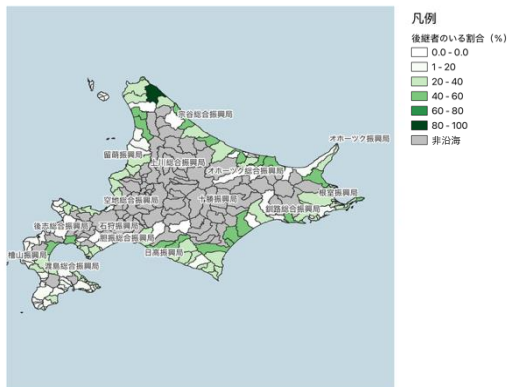 凡例
後継者のいる割合（%）
0.0 - 0.0
1 - 20
20 - 40
40 - 60
60 - 80
80 - 100
非沿海
宗谷総合振興局
オホーツク振興局
留萌振興局
上川総合振興局
オホーツク総合振興局
根室振興局
空知総合振興局
十勝振興局
釧路総合振興局
後志総合振興局
石狩振興局
胆振総合振興局
日高振興局
檜山振興局
渡島総合振興局